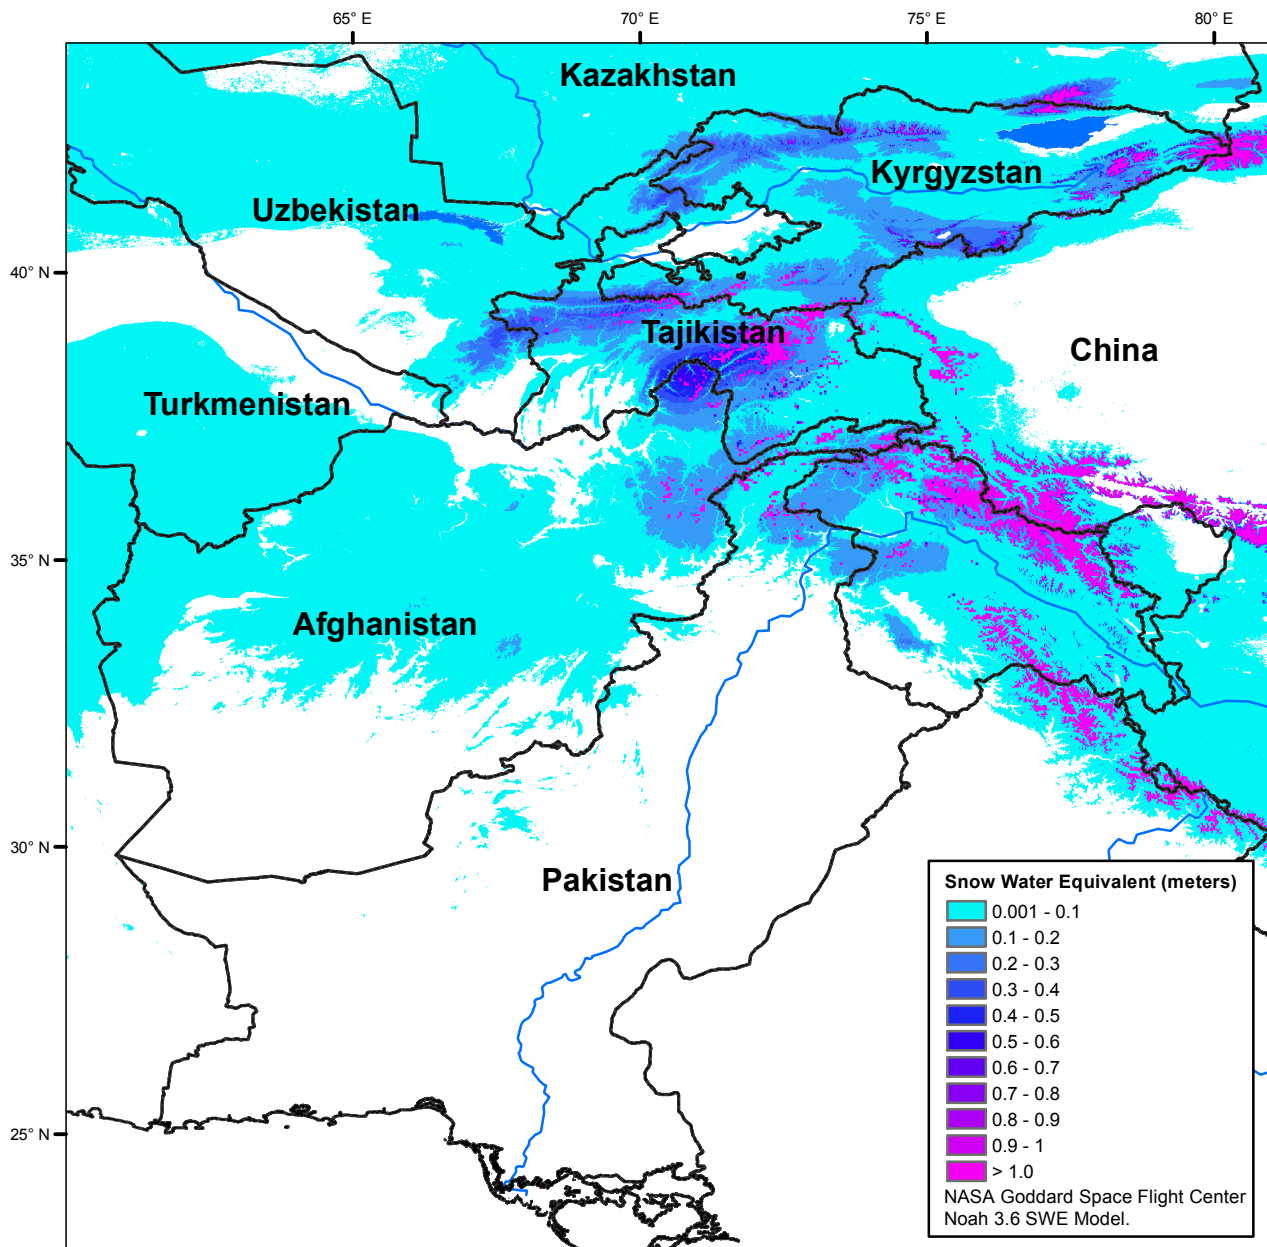 65° E
70° E
75° E
80° E
Kazakhstan
Kyrgyzstan
Uzbekistan
40° N
Tajikistan
China
Turkmenistan
35° N
Afghanistan
30° N
Pakistan
25° N
Snow Water Equivalent (meters)
0.001 - 0.1
0.1 - 0.2
0.2 - 0.3
0.3 - 0.4
0.4 - 0.5
0.5 - 0.6
0.6 - 0.7
0.7 - 0.8
0.8 - 0.9
0.9 - 1
> 1.0
NASA Goddard Space Flight Center
Noah 3.6 SWE Model.